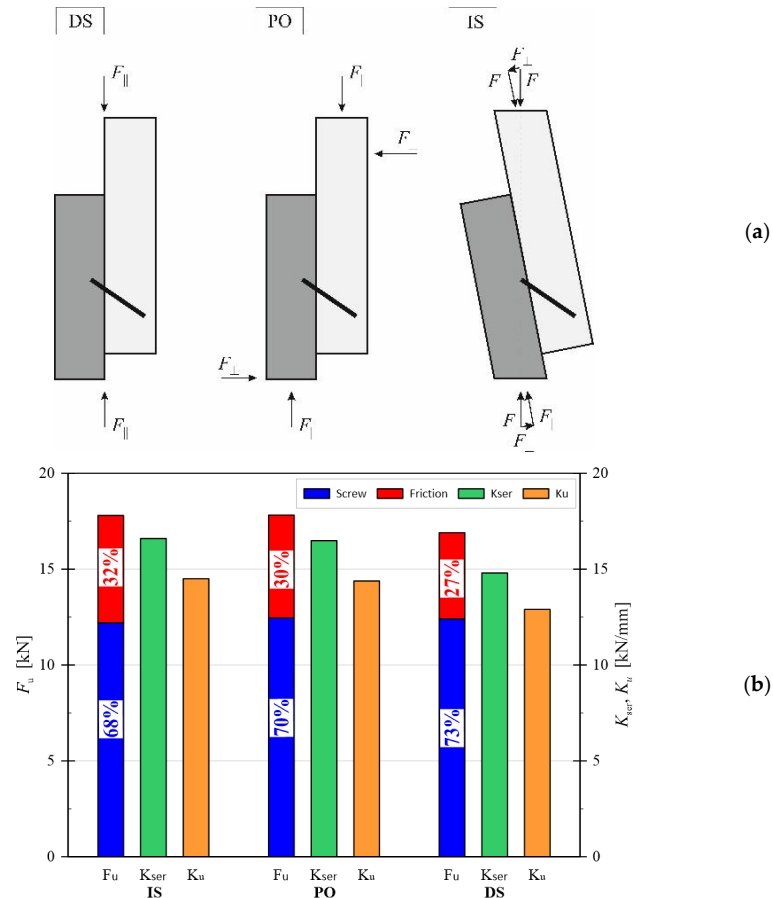 DS PO IS
F|| F| F⊥
F F
F_
(a)
F⊥
F|| F| F F|
F_
20 20
Screw Friction Kser Ku
32% 30% 27%
15 15
Fu [kN] Kser, Ku [kN/mm]
10 10
(b)
68% 70% 73%
5 5
0 0
Fu Kser Ku Fu Kser Ku Fu Kser Ku
IS PO DS